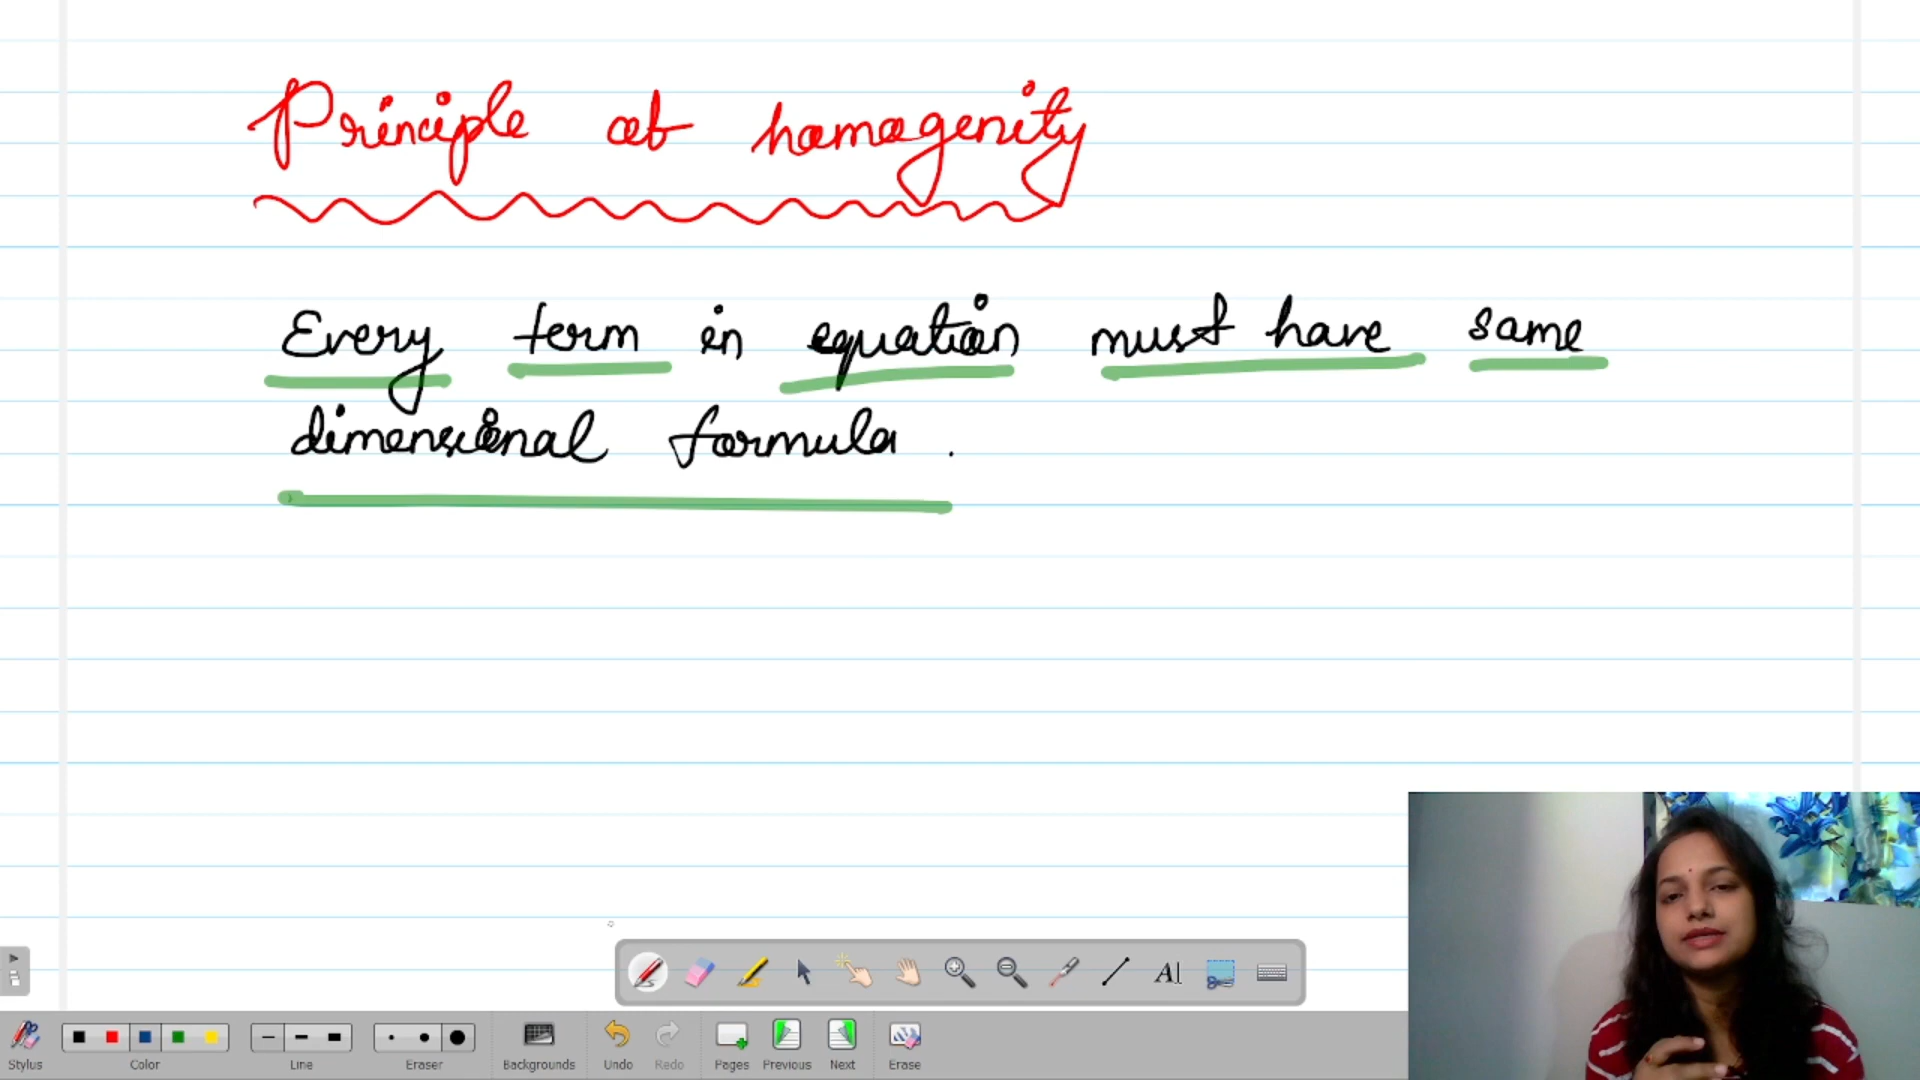 Principle of homogenity
Every term in equation must have same
dimensional formula .
AI
Stylus Color Line Eraser Backgrounds Undo Redo Pages Previous Next Erase